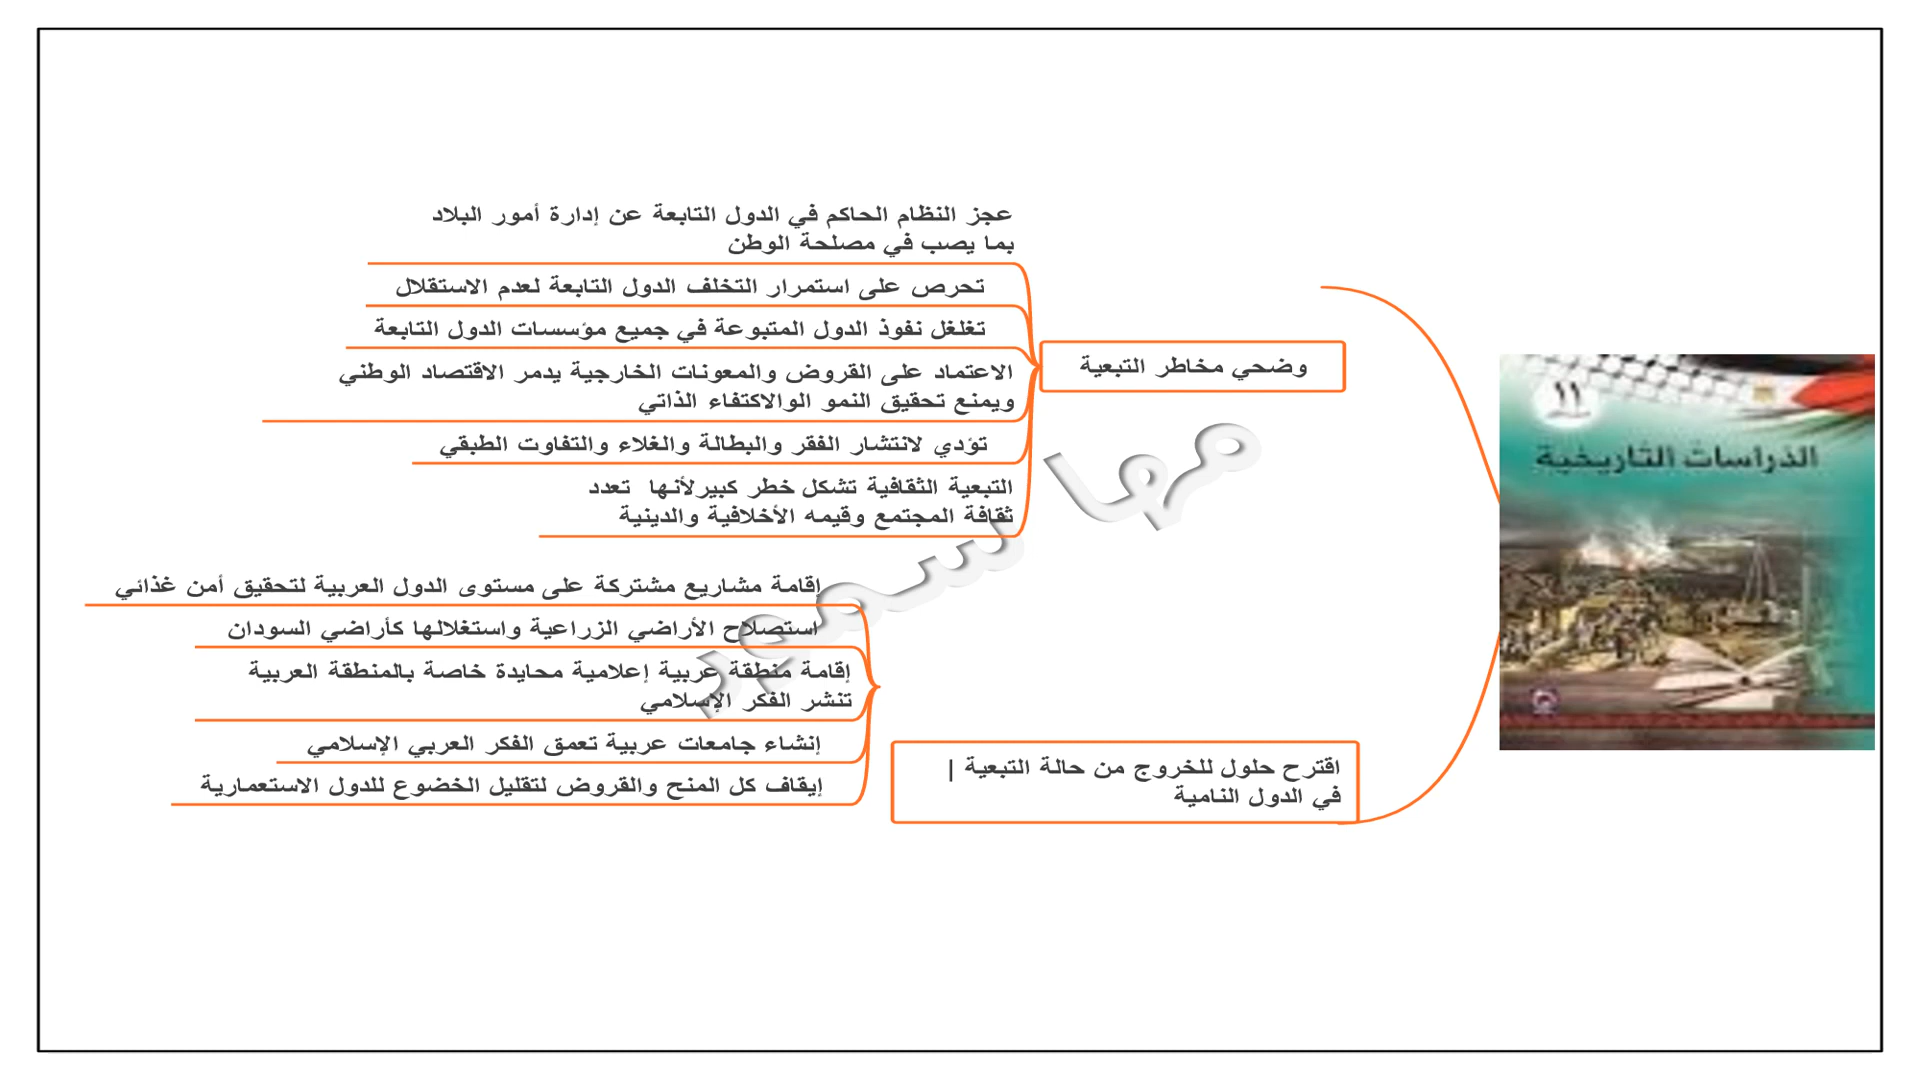 وضحي مخاطر التبعية
عجز النظام الحاكم في الدول التابعة عن إدارة أمور البلاد
بما يصب في مصلحة الوطن
تحرص على استمرار التخلف الدول التابعة لعدم الاستقلال
تغلغل نفوذ الدول المتبوعة في جميع مؤسسات الدول التابعة
الاعتماد على القروض والمعونات الخارجية يدمر الاقتصاد الوطني
ويمنع تحقيق النمو الوالاكتفاء الذاتي
تؤدي لانتشار الفقر والبطالة والغلاء والتفاوت الطبقي
التبعية الثقافية تشكل خطر كبيرلأنها تعدد
ثقافة المجتمع وقيمه الأخلافية والدينية
اقترح حلول للخروج من حالة التبعية |
في الدول النامية
إقامة مشاريع مشتركة على مستوى الدول العربية لتحقيق أمن غذائي
استصلاح الأراضي الزراعية واستغلالها كأراضي السودان
إقامة منطقة عربية إعلامية محايدة خاصة بالمنطقة العربية
تنشر الفكر الإسلامي
إنشاء جامعات عربية تعمق الفكر العربي الإسلامي
إيقاف كل المنح والقروض لتقليل الخضوع للدول الاستعمارية
١١
الدراسات التاريخية
مها سمور